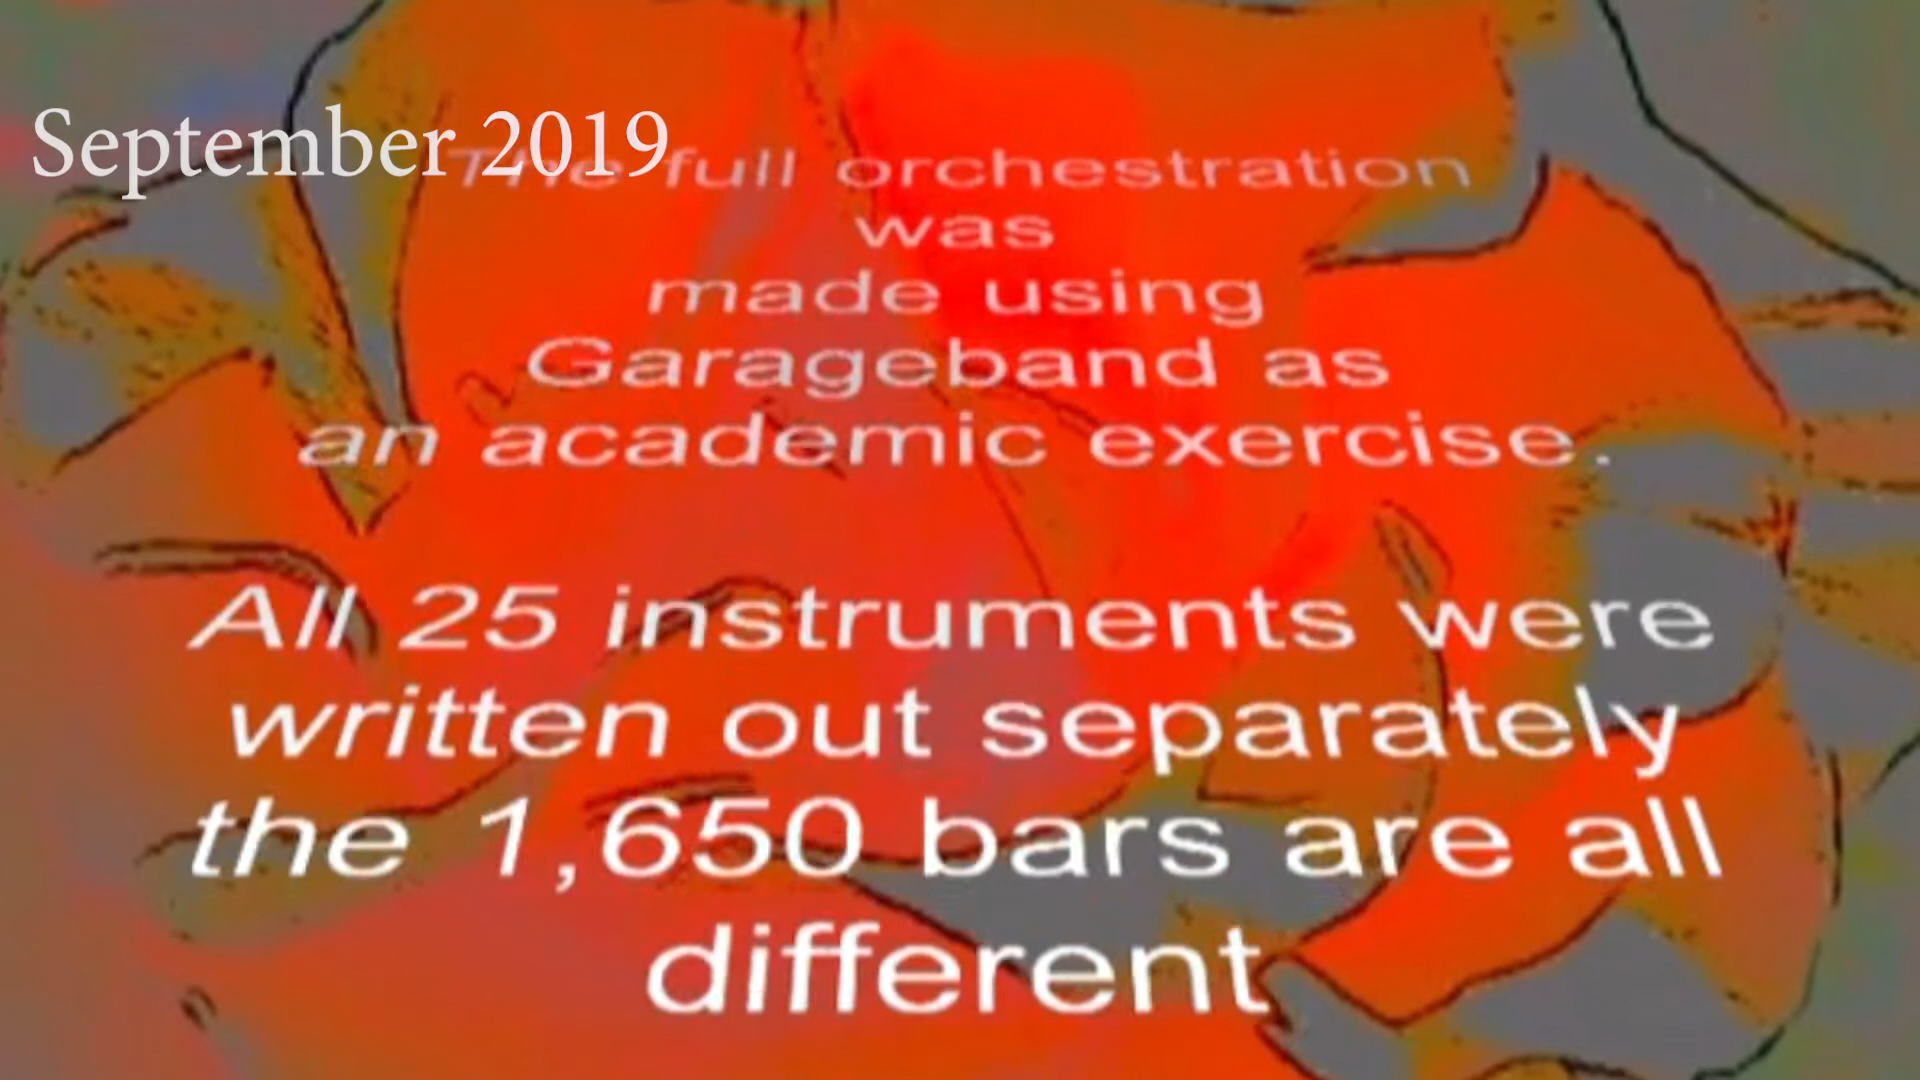 September 2019
The full orchestration
was
made using
Garageband as
an academic exercise.
All 25 instruments were
written out separately
the 1,650 bars are all
different